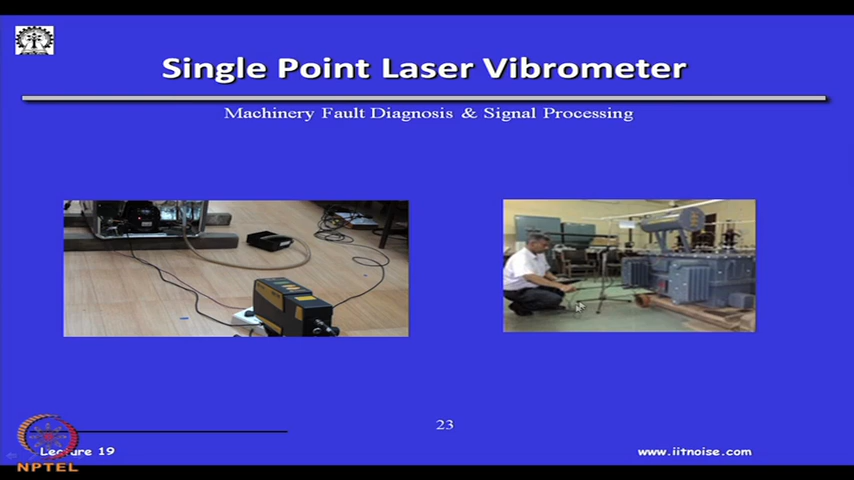 Single Point Laser Vibrometer
Machinery Fault Diagnosis & Signal Processing
23
Lecture 19
NPTEL
www.iitnoise.com